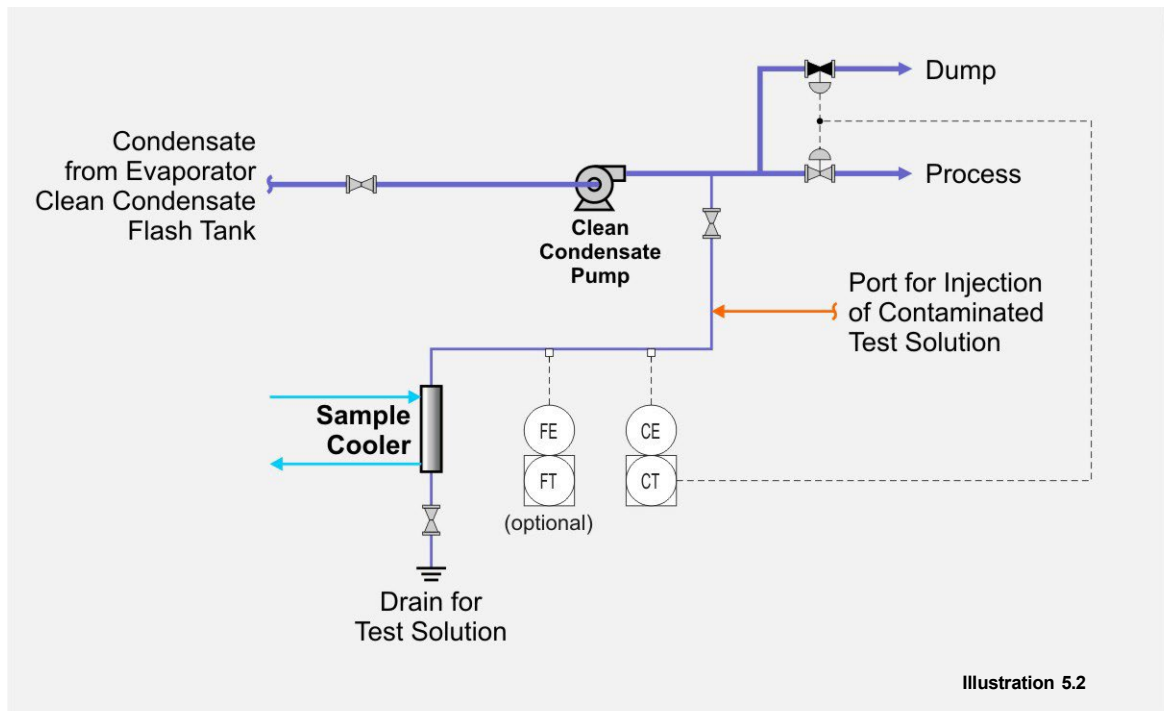 Dump
Condensate
from Evaporator
Clean Condensate
Flash Tank
Process
Clean
Condensate
Pump
Port for Injection
of Contaminated
Test Solution
Sample
Cooler
FE
CE
FT
CT
(optional)
Drain for
Test Solution
Illustration 5.2